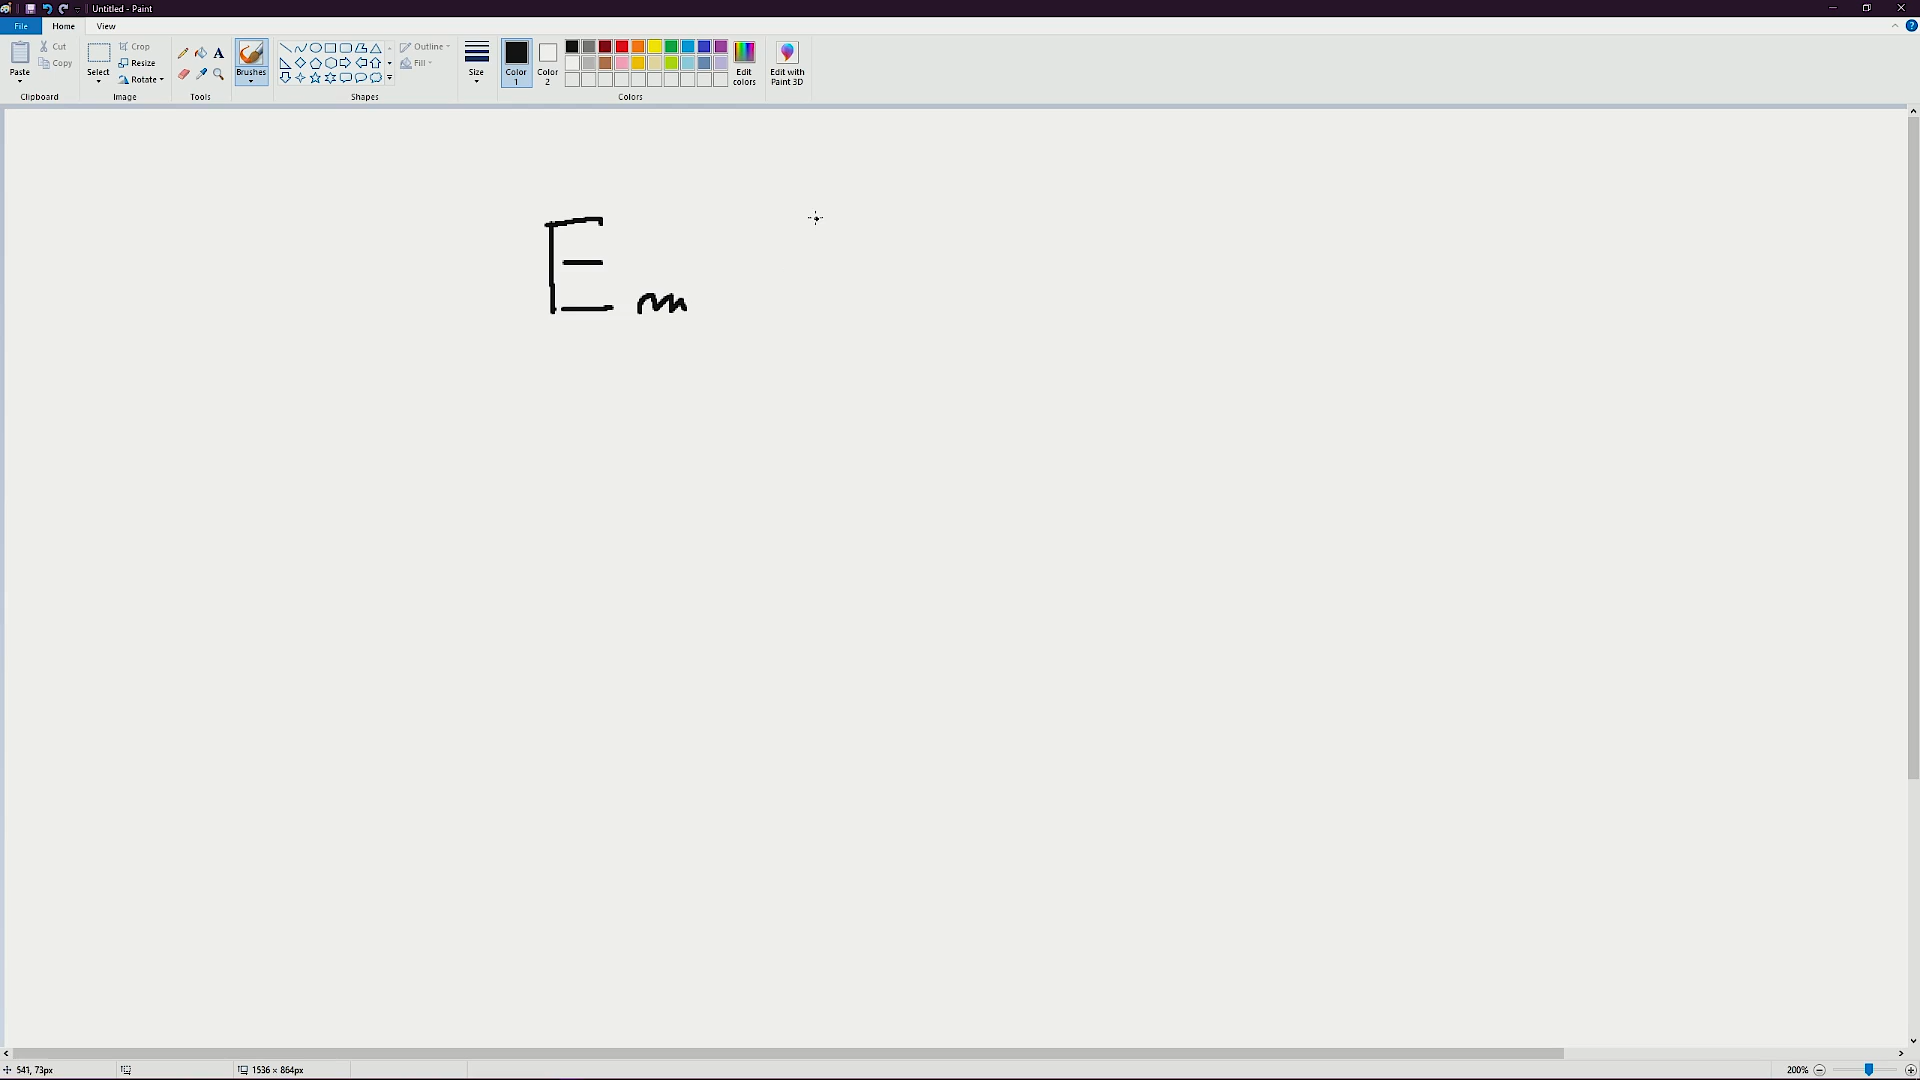 Untitled - Paint
File Home View
Paste Cut Copy Select Crop Resize Rotate A Brushes Outline Fill Size Color 1 Color 2 Edit colors Edit with Paint 3D
Clipboard Image Tools Shapes Colors
Em
541, 73px 1536 × 864px 200%